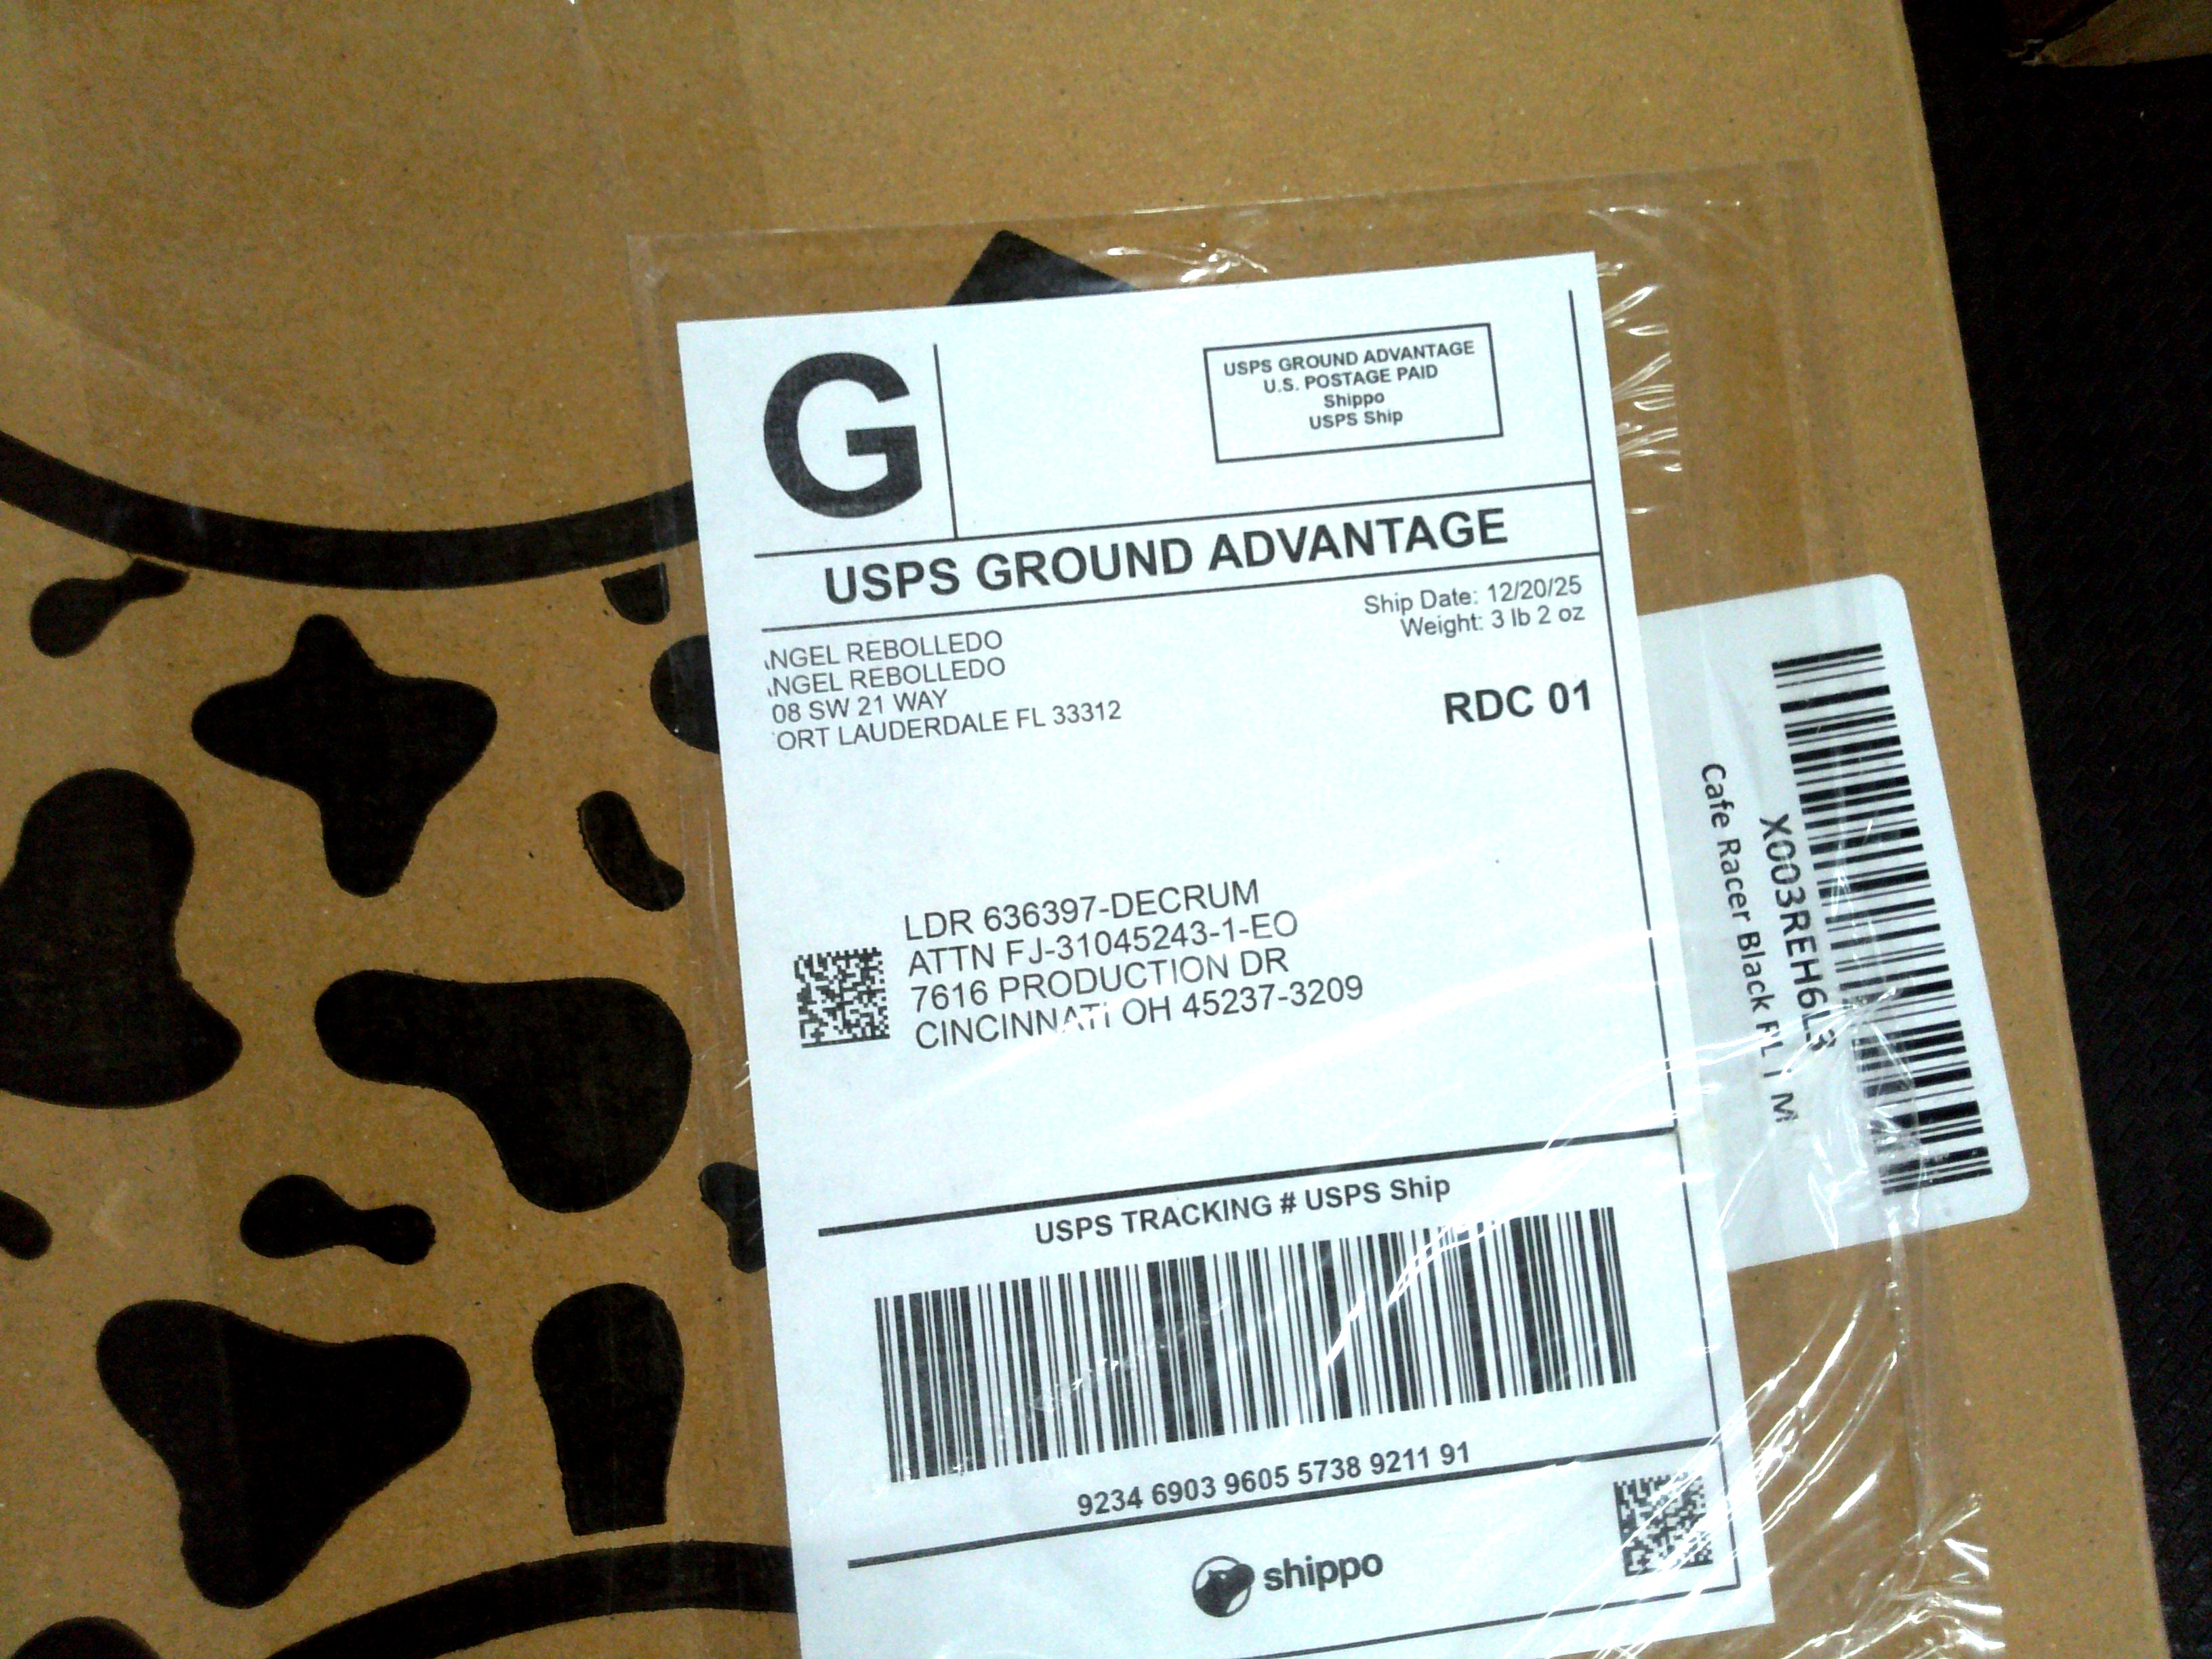 G
USPS GROUND ADVANTAGE
U.S. POSTAGE PAID
Shippo
USPS Ship
USPS GROUND ADVANTAGE
Ship Date: 12/20/25
Weight: 3 lb 2 oz
RDC 01
NGEL REBOLLEDO
NGEL REBOLLEDO
08 SW 21 WAY
ORT LAUDERDALE FL 33312
LDR 636397-DECRUM
ATTN FJ-31045243-1-EO
7616 PRODUCTION DR
CINCINNATI OH 45237-3209
USPS TRACKING # USPS Ship
9234 6903 9605 5738 9211 91
shippo
X003REH6L3
Cafe Racer Black M